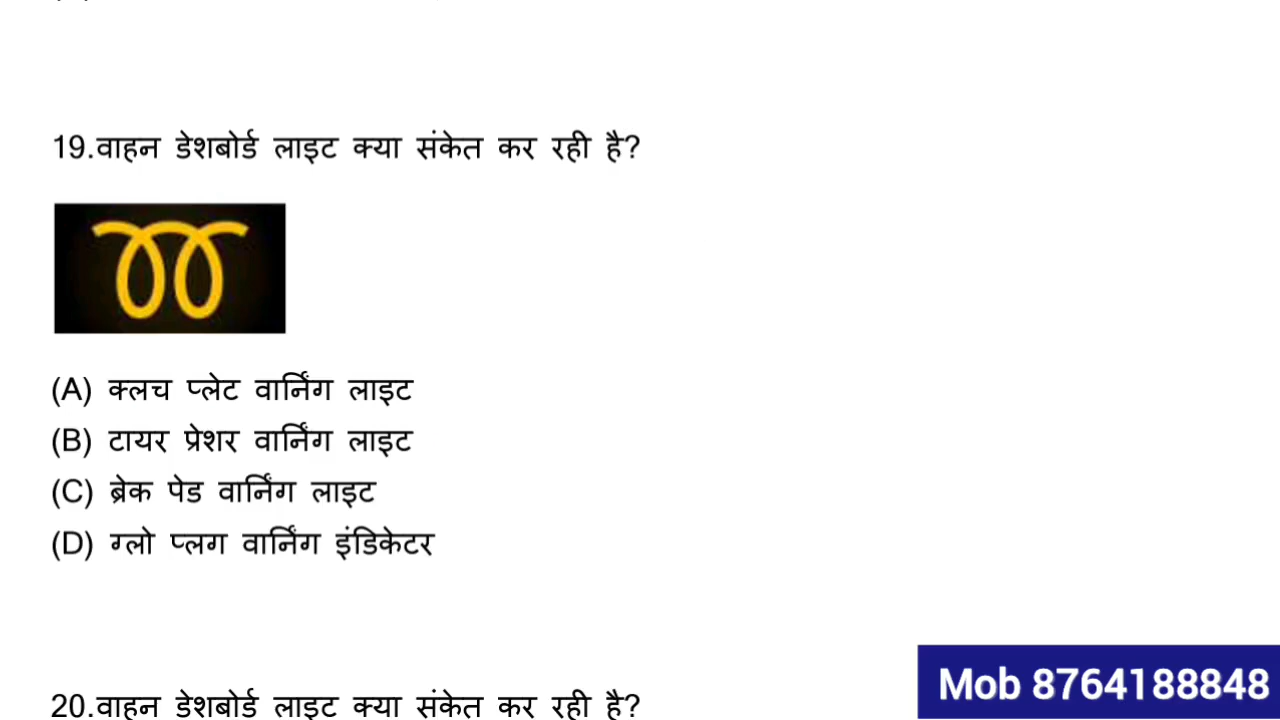 19.वाहन डेशबोर्ड लाइट क्या संकेत कर रही है?
(A) क्लच प्लेट वार्निंग लाइट
(B) टायर प्रेशर वार्निंग लाइट
(C) ब्रेक पेड वार्निंग लाइट
(D) ग्लो प्लग वार्निंग इंडिकेटर
Mob 8764188848
20.वाहन डेशबोर्ड लाइट क्या संकेत कर रही है?